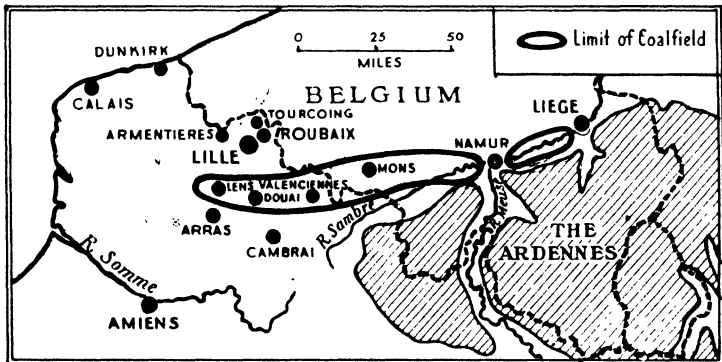 DUNKIRK
CALAIS
0 25 50
MILES
Limit of Coalfield
BELGIUM
TOURCOING
ARMENTIERES
ROUBAIX
LILLE
LIEGE
NAMUR
MONS
LENS VALENCIENNES
DOUAI
ARRAS
CAMBRAI
R. Sambre
R. Meuse
THE
ARDENNES
R. Somme
AMIENS